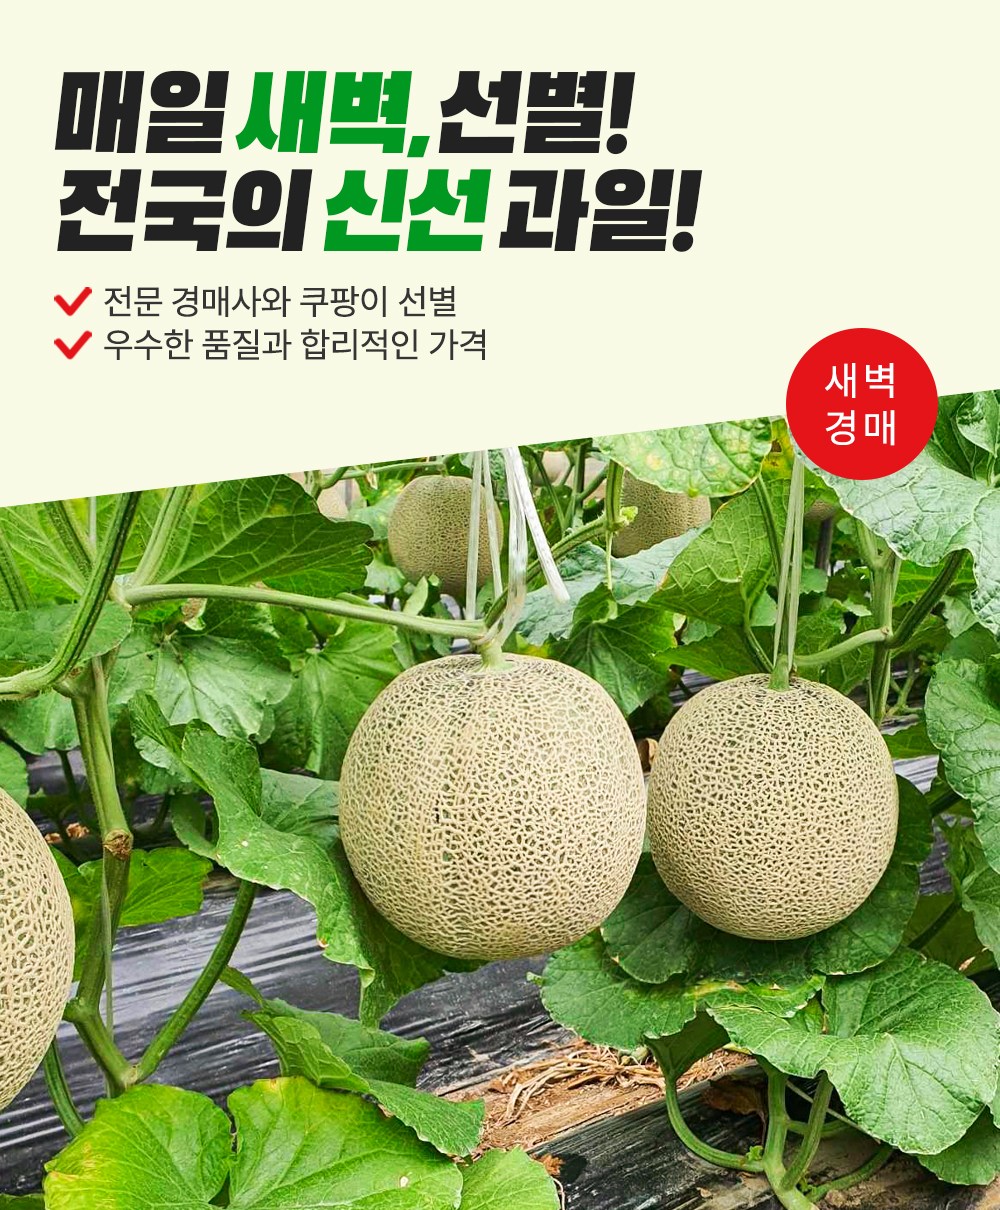 매일 새벽, 선별!
전국의 신선 과일!
전문 경매사와 쿠팡이 선별
우수한 품질과 합리적인 가격
새벽
경매